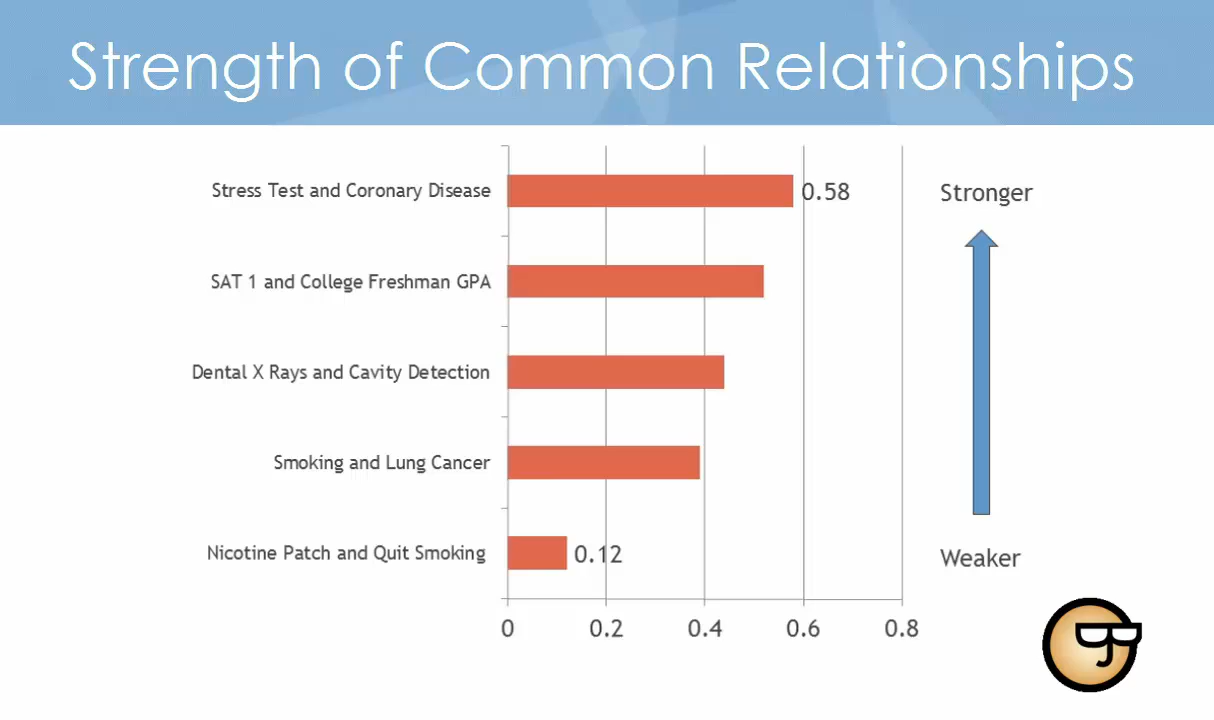 Strength of Common Relationships
Stress Test and Coronary Disease
0.58
Stronger
SAT 1 and College Freshman GPA
Dental X Rays and Cavity Detection
Smoking and Lung Cancer
Nicotine Patch and Quit Smoking
0.12
Weaker
0 0.2 0.4 0.6 0.8